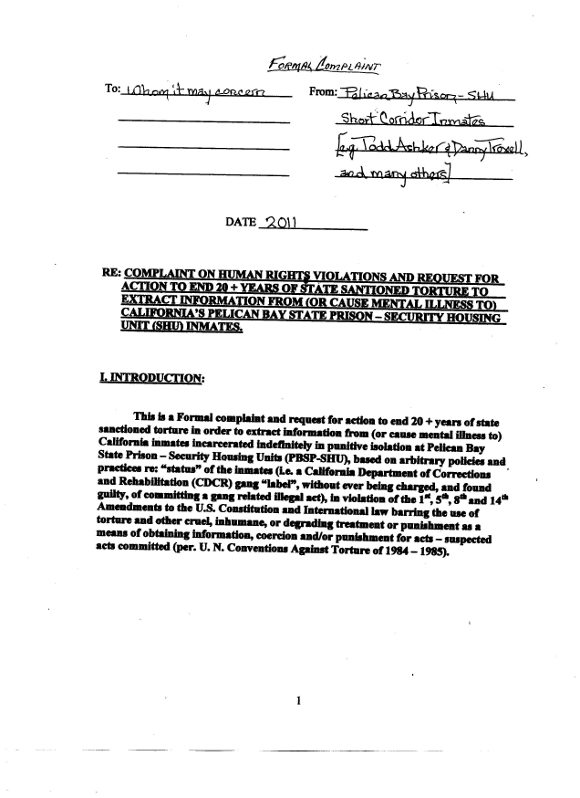 FORMAL COMPLAINT
To: Whom it may concern From: Pelican Bay Prison - SHU
Short Corridor Inmates
[e.g. Todd Ashker & Danny Troxell,
and many others]
DATE 2011
RE: COMPLAINT ON HUMAN RIGHTS VIOLATIONS AND REQUEST FOR
ACTION TO END 20 + YEARS OF STATE SANTIONED TORTURE TO
EXTRACT INFORMATION FROM (OR CAUSE MENTAL ILLNESS TO)
CALIFORNIA'S PELICAN BAY STATE PRISON – SECURITY HOUSING
UNIT (SHU) INMATES.
I. INTRODUCTION:
This is a Formal complaint and request for action to end 20 + years of state
sanctioned torture in order to extract information from (or cause mental illness to)
California inmates incarcerated indefinitely in punitive isolation at Pelican Bay
State Prison – Security Housing Units (PBSP-SHU), based on arbitrary policies and
practices re: "status" of the inmates (i.e. a California Department of Corrections
and Rehabilitation (CDCR) gang "label", without ever being charged, and found
guilty, of committing a gang related illegal act), in violation of the 1st, 5th, 8th and 14th
Amendments to the U.S. Constitution and International law barring the use of
torture and other cruel, inhumane, or degrading treatment or punishment as a
means of obtaining information, coercion and/or punishment for acts – suspected
acts committed (per. U. N. Conventions Against Torture of 1984 – 1985).
1